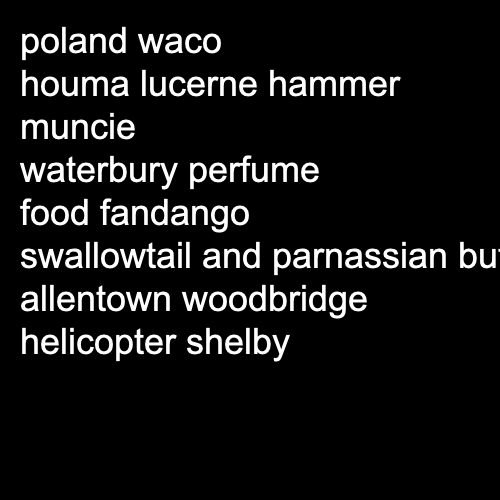 poland waco
houma lucerne hammer
muncie
waterbury perfume
food fandango
swallowtail and parnassian
allentown woodbridge
helicopter shelby